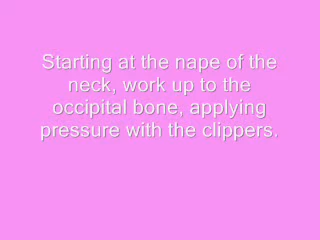 Starting at the nape of the
neck, work up to the
occipital bone, applying
pressure with the clippers.